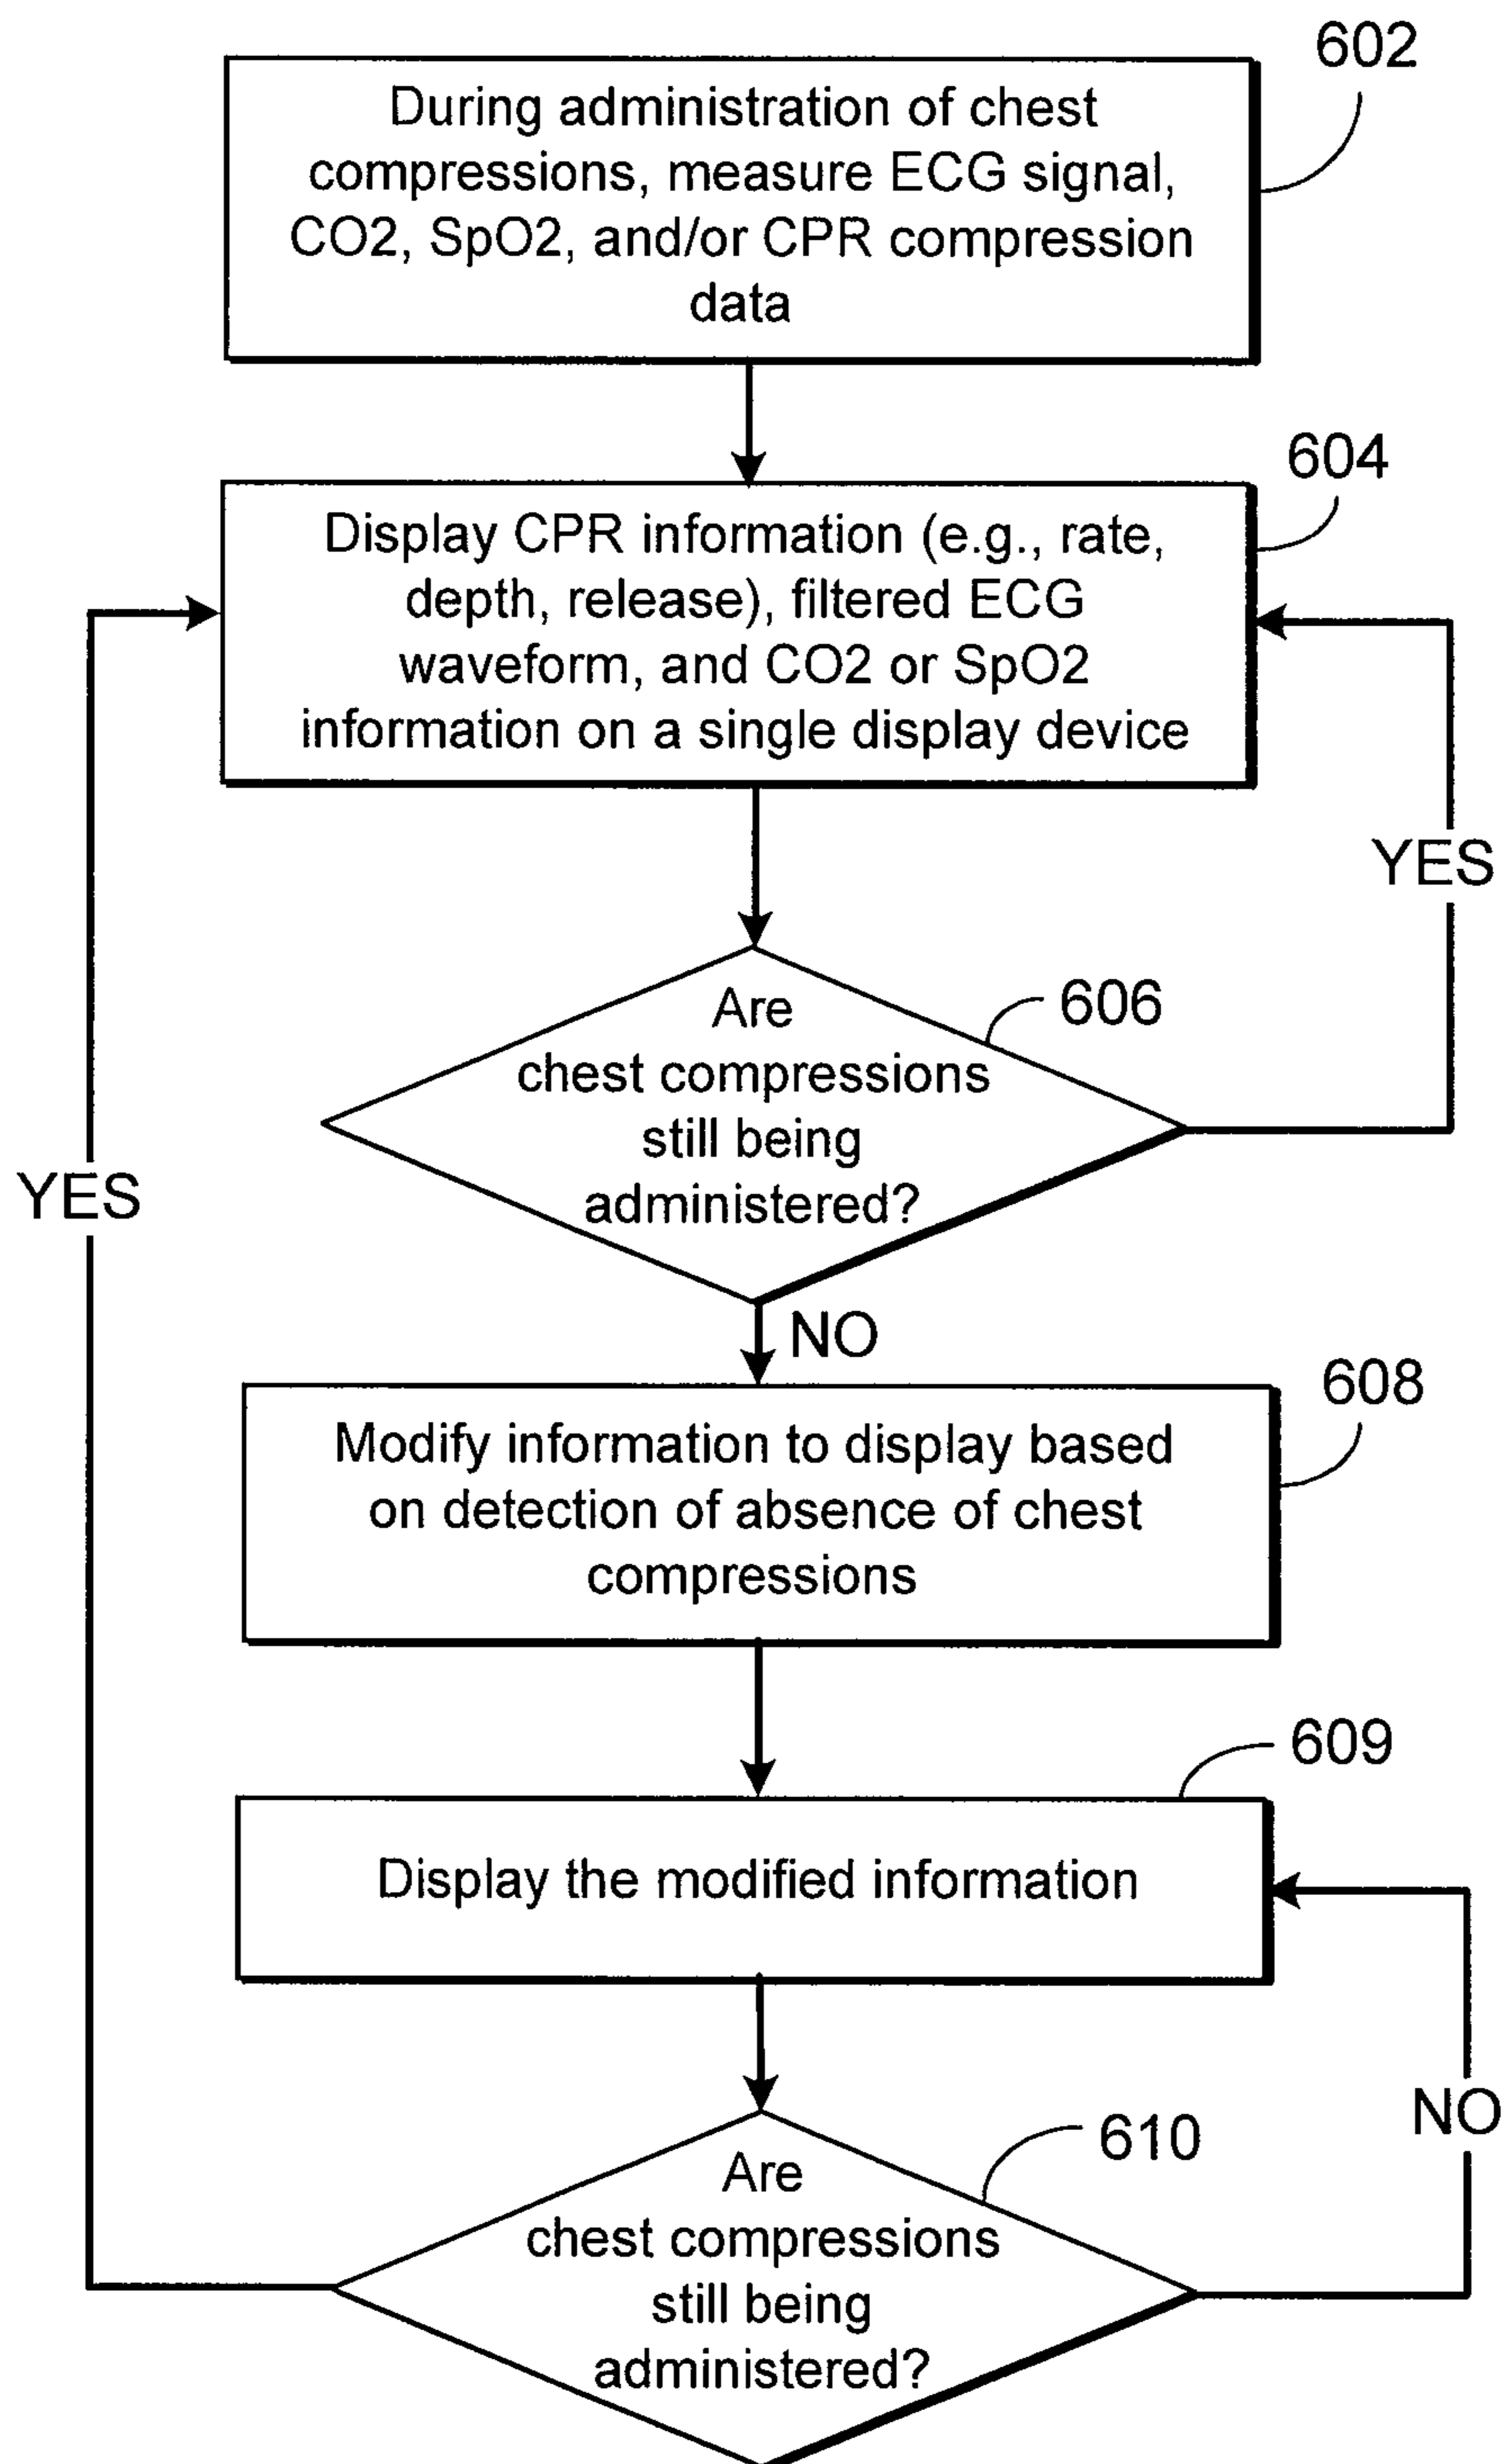 602
During administration of chest
compressions, measure ECG signal,
CO2, SpO2, and/or CPR compression
data
604
Display CPR information (e.g., rate,
depth, release), filtered ECG
waveform, and CO2 or SpO2
information on a single display device
YES
606
Are
chest compressions
still being
administered?
YES
NO
608
Modify information to display based
on detection of absence of chest
compressions
609
Display the modified information
NO
610
Are
chest compressions
still being
administered?